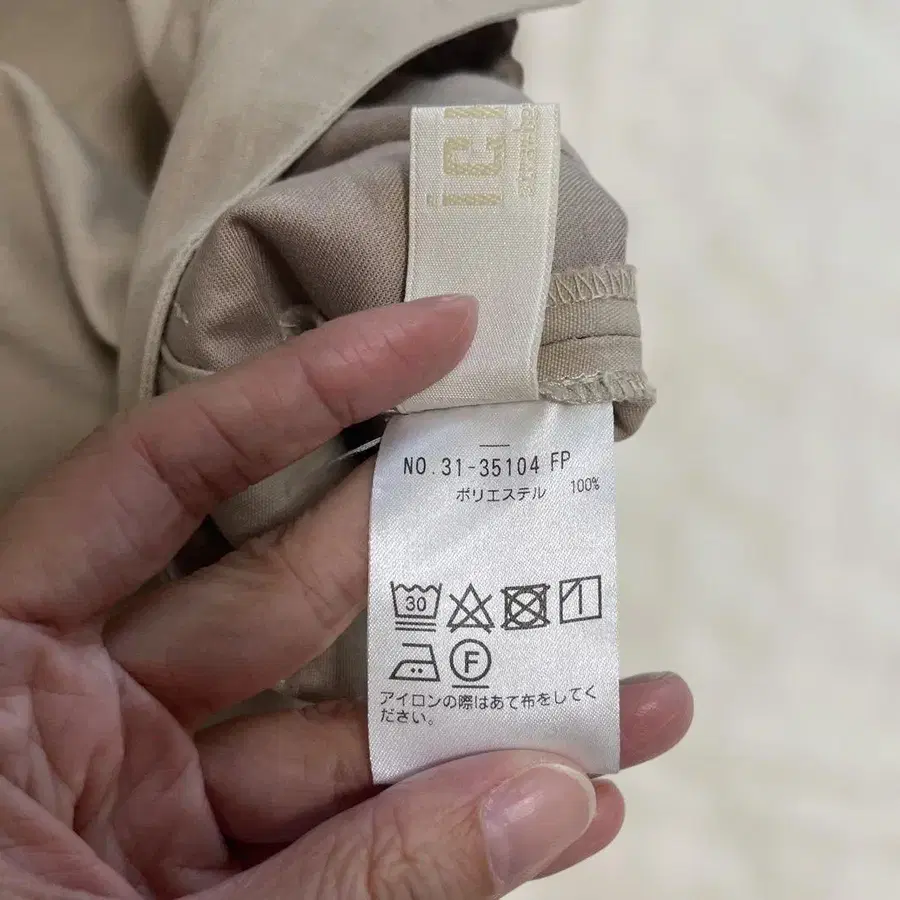 NO.31-35104 FP
ポリエステル 100%
30
F
アイロンの際はあて布をしてく
ださい。